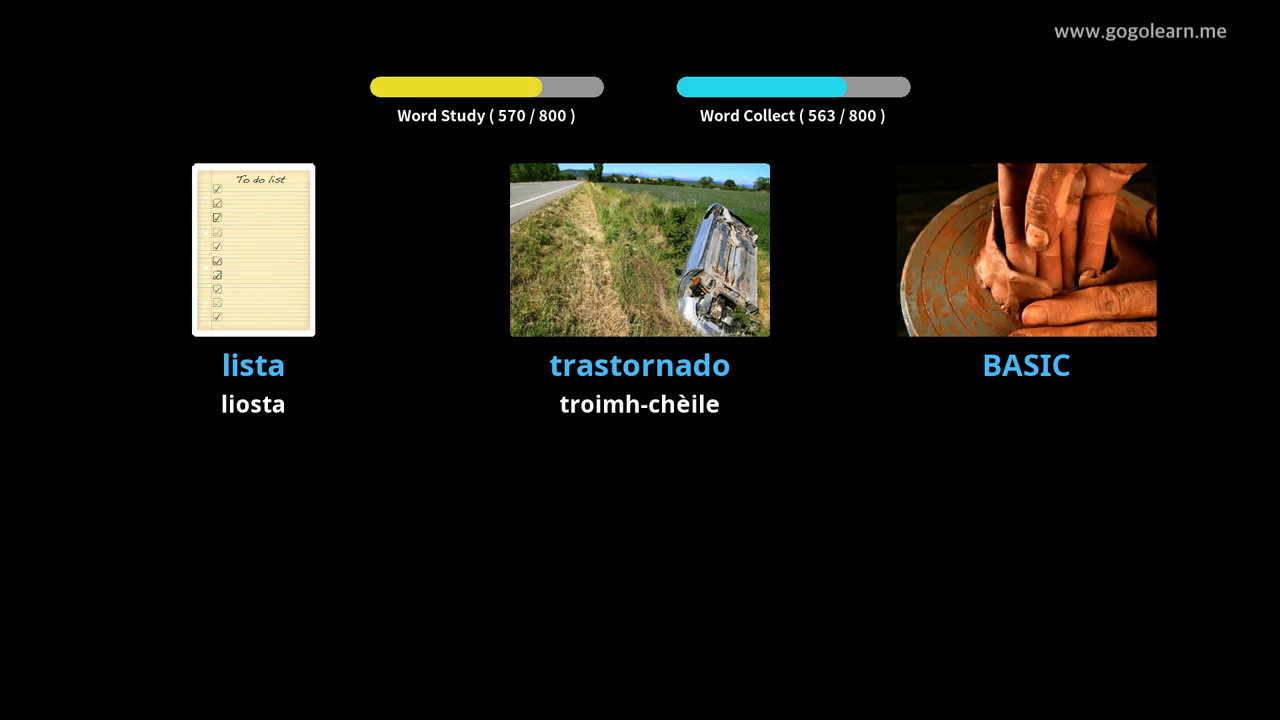 www.gogolearn.me
Word Study ( 570 / 800 )
Word Collect ( 563 / 800 )
To do list
lista
trastornado
BASIC
liosta
troimh-chèile